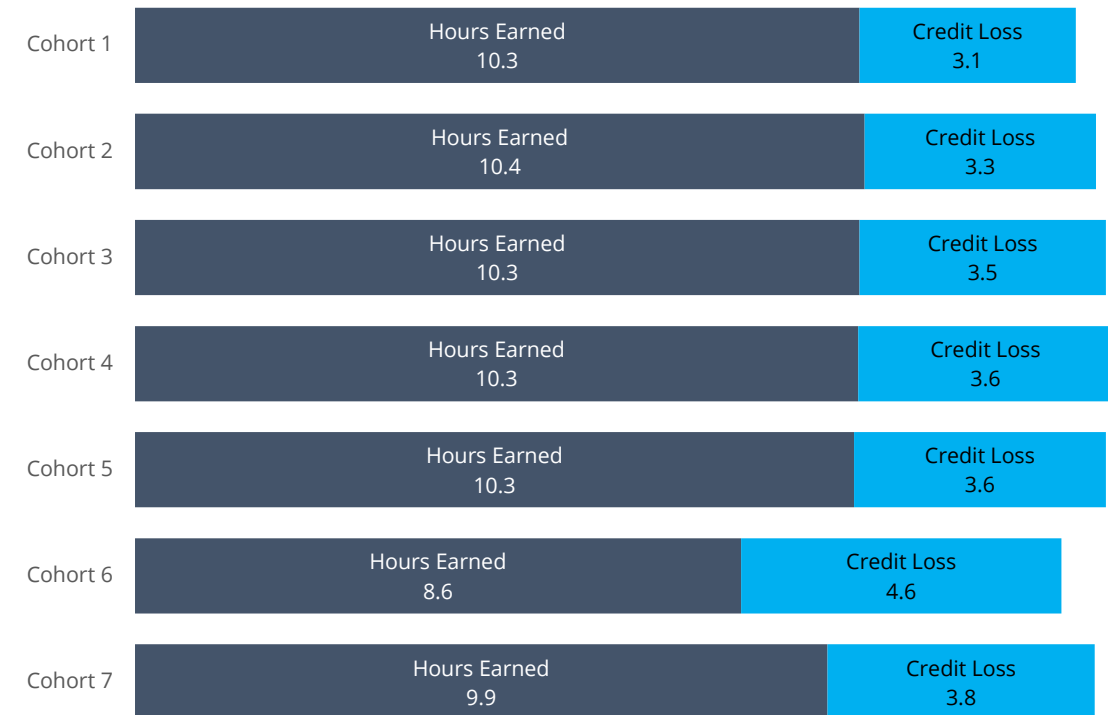 Cohort 1
Hours Earned
10.3
Credit Loss
3.1
Cohort 2
Hours Earned
10.4
Credit Loss
3.3
Cohort 3
Hours Earned
10.3
Credit Loss
3.5
Cohort 4
Hours Earned
10.3
Credit Loss
3.6
Cohort 5
Hours Earned
10.3
Credit Loss
3.6
Cohort 6
Hours Earned
8.6
Credit Loss
4.6
Cohort 7
Hours Earned
9.9
Credit Loss
3.8